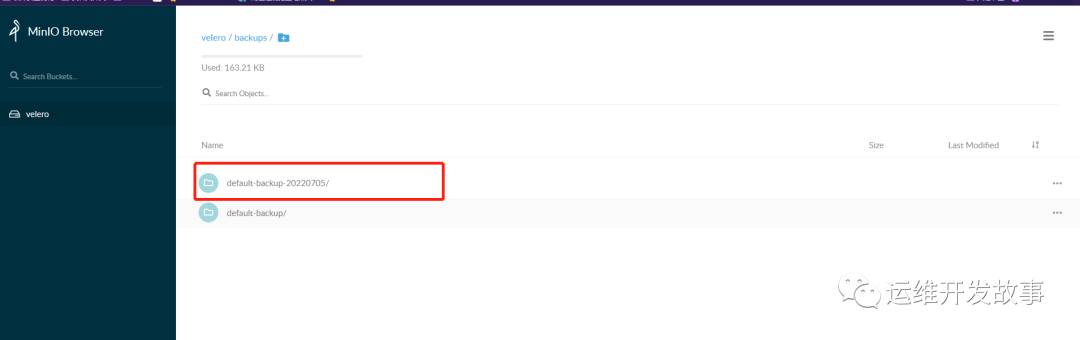 MinIO Browser
Search Buckets...
velero
velero / backups /
Used: 163.21 KB
Search Objects...
Name Size Last Modified
default-backup-20220705/
default-backup/
运维开发故事